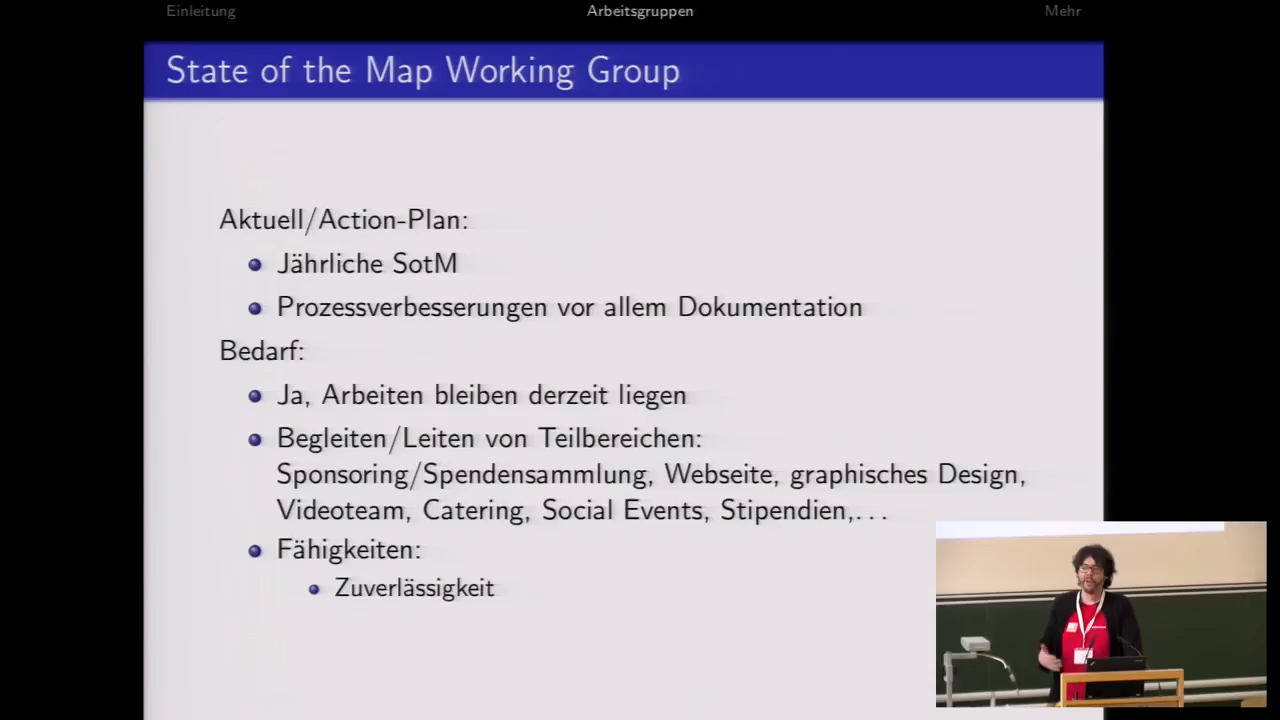 Einleitung Arbeitsgruppen Mehr
State of the Map Working Group
Aktuell/Action-Plan:
Jährliche SotM
Prozessverbesserungen vor allem Dokumentation
Bedarf:
Ja, Arbeiten bleiben derzeit liegen
Begleiten/Leiten von Teilbereichen:
Sponsoring/Spendensammlung, Webseite, graphisches Design,
Videoteam, Catering, Social Events, Stipendien,...
Fähigkeiten:
Zuverlässigkeit